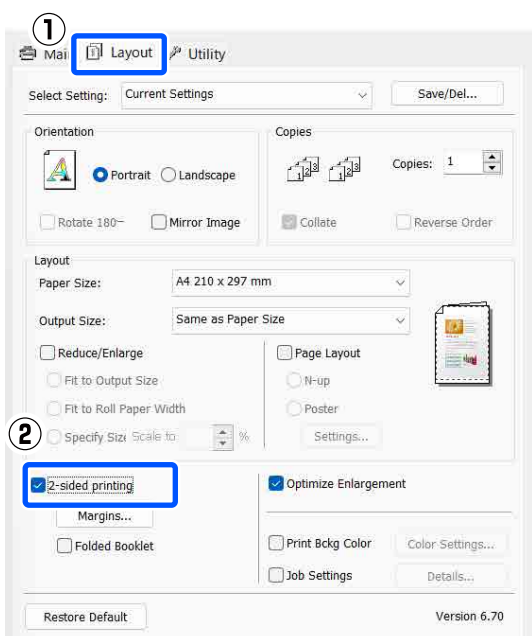 ①
Mai Layout Utility
Select Setting: Current Settings Save/Del...
Orientation Copies
Portrait Landscape Copies: 1
Rotate 180° Mirror Image Collate Reverse Order
Layout
Paper Size: A4 210 x 297 mm
Output Size: Same as Paper Size
Reduce/Enlarge Page Layout
Fit to Output Size N-up
Fit to Roll Paper Width Poster
② Specify Size Scale to % Settings...
2-sided printing Optimize Enlargement
Margins...
Folded Booklet Print Bckg Color Color Settings...
Job Settings Details...
Restore Default Version 6.70